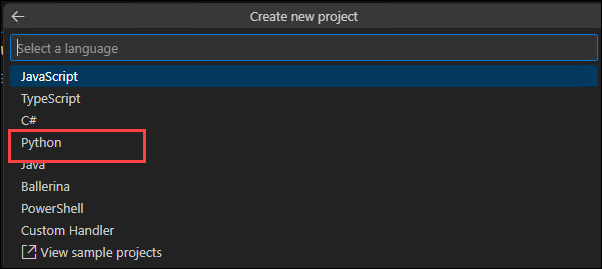 Create new project
Select a language
JavaScript
TypeScript
C#
Python
Java
Ballerina
PowerShell
Custom Handler
View sample projects